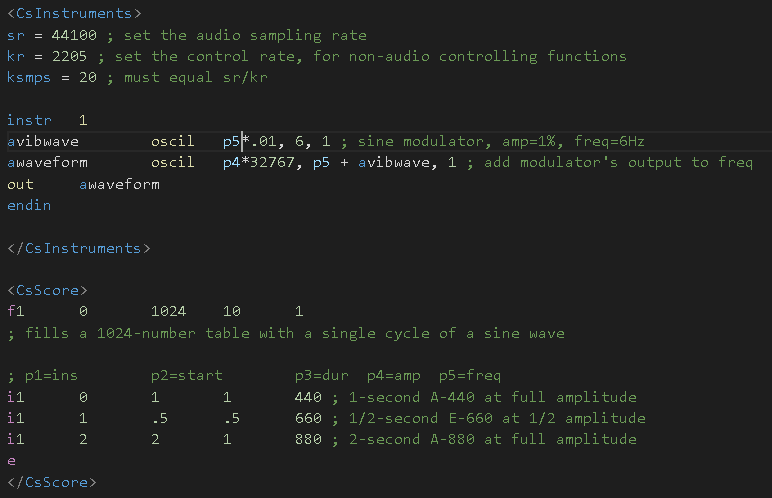 <CsInstruments>
sr = 44100 ; set the audio sampling rate
kr = 2205 ; set the control rate, for non-audio controlling functions
ksmps = 20 ; must equal sr/kr
instr 1
avibwave oscil p5*.01, 6, 1 ; sine modulator, amp=1%, freq=6Hz
awaveform oscil p4*32767, p5 + avibwave, 1 ; add modulator's output to freq
out awaveform
endin
</CsInstruments>
<CsScore>
f1 0 1024 10 1
; fills a 1024-number table with a single cycle of a sine wave
; p1=ins p2=start p3=dur p4=amp p5=freq
i1 0 1 1 440 ; 1-second A-440 at full amplitude
i1 1 .5 .5 660 ; 1/2-second E-660 at 1/2 amplitude
i1 2 2 1 880 ; 2-second A-880 at full amplitude
e
</CsScore>